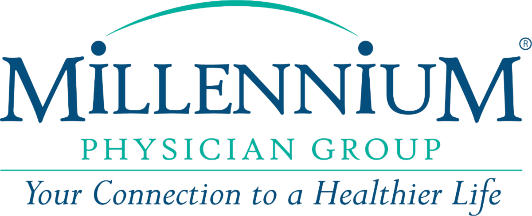 MiLLENNiUM®
PHYSICIAN GROUP
Your Connection to a Healthier Life